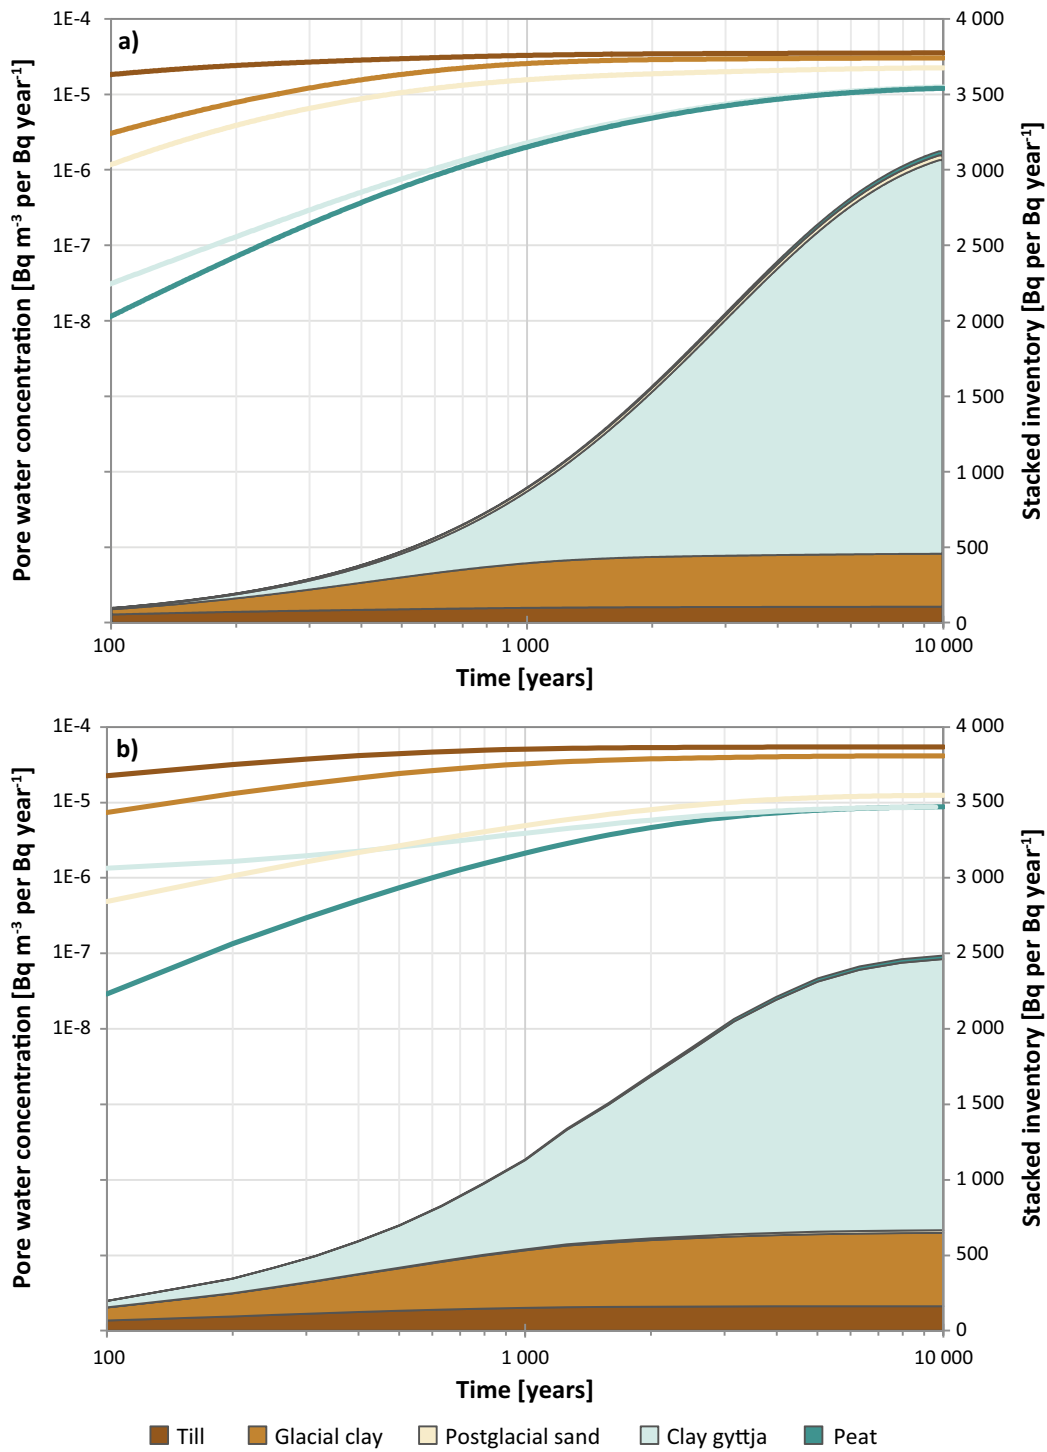 a)
1E-4
1E-5
1E-6
1E-7
1E-8
Pore water concentration [Bq m-3 per Bq year-1]
4 000
3 500
3 000
2 500
2 000
1 500
1 000
500
0
Stacked inventory [Bq per Bq year-1]
100
1 000
10 000
Time [years]
b)
1E-4
1E-5
1E-6
1E-7
1E-8
Pore water concentration [Bq m-3 per Bq year-1]
4 000
3 500
3 000
2 500
2 000
1 500
1 000
500
0
Stacked inventory [Bq per Bq year-1]
100
1 000
10 000
Time [years]
Till Glacial clay Postglacial sand Clay gyttja Peat